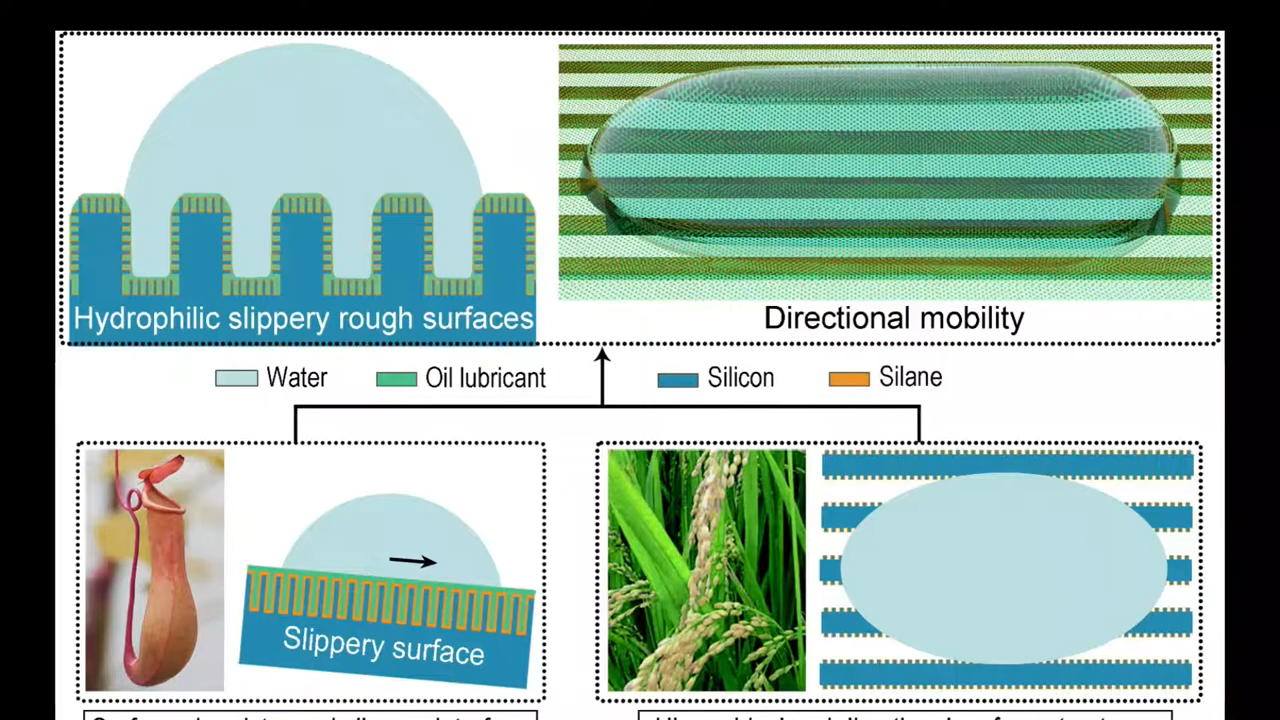 Hydrophilic slippery rough surfaces
Directional mobility
Water
Oil lubricant
Silicon
Silane
Slippery surface